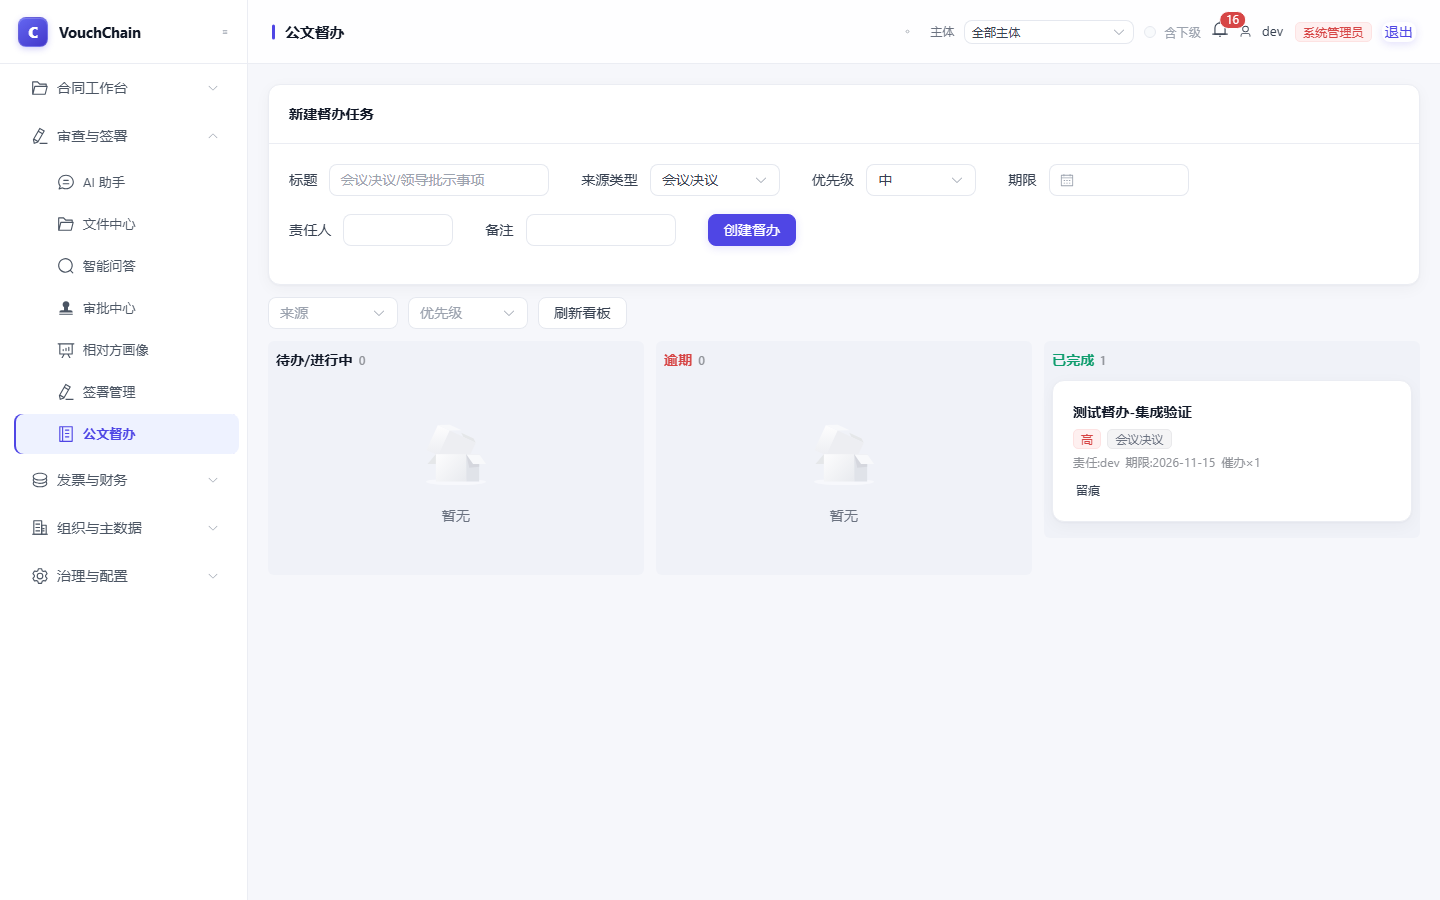 C VouchChain
公文督办
主体 全部主体 含下级 16 dev 系统管理员 退出
合同工作台
审查与签署
AI 助手
文件中心
智能问答
审批中心
相对方画像
签署管理
公文督办
发票与财务
组织与主数据
治理与配置
新建督办任务
标题 会议决议/领导批示事项 来源类型 会议决议 优先级 中 期限
责任人 备注 创建督办
来源 优先级 刷新看板
待办/进行中 0
暂无
逾期 0
暂无
已完成 1
测试督办-集成验证
高 会议决议
责任:dev 期限:2026-11-15 催办×1
留痕